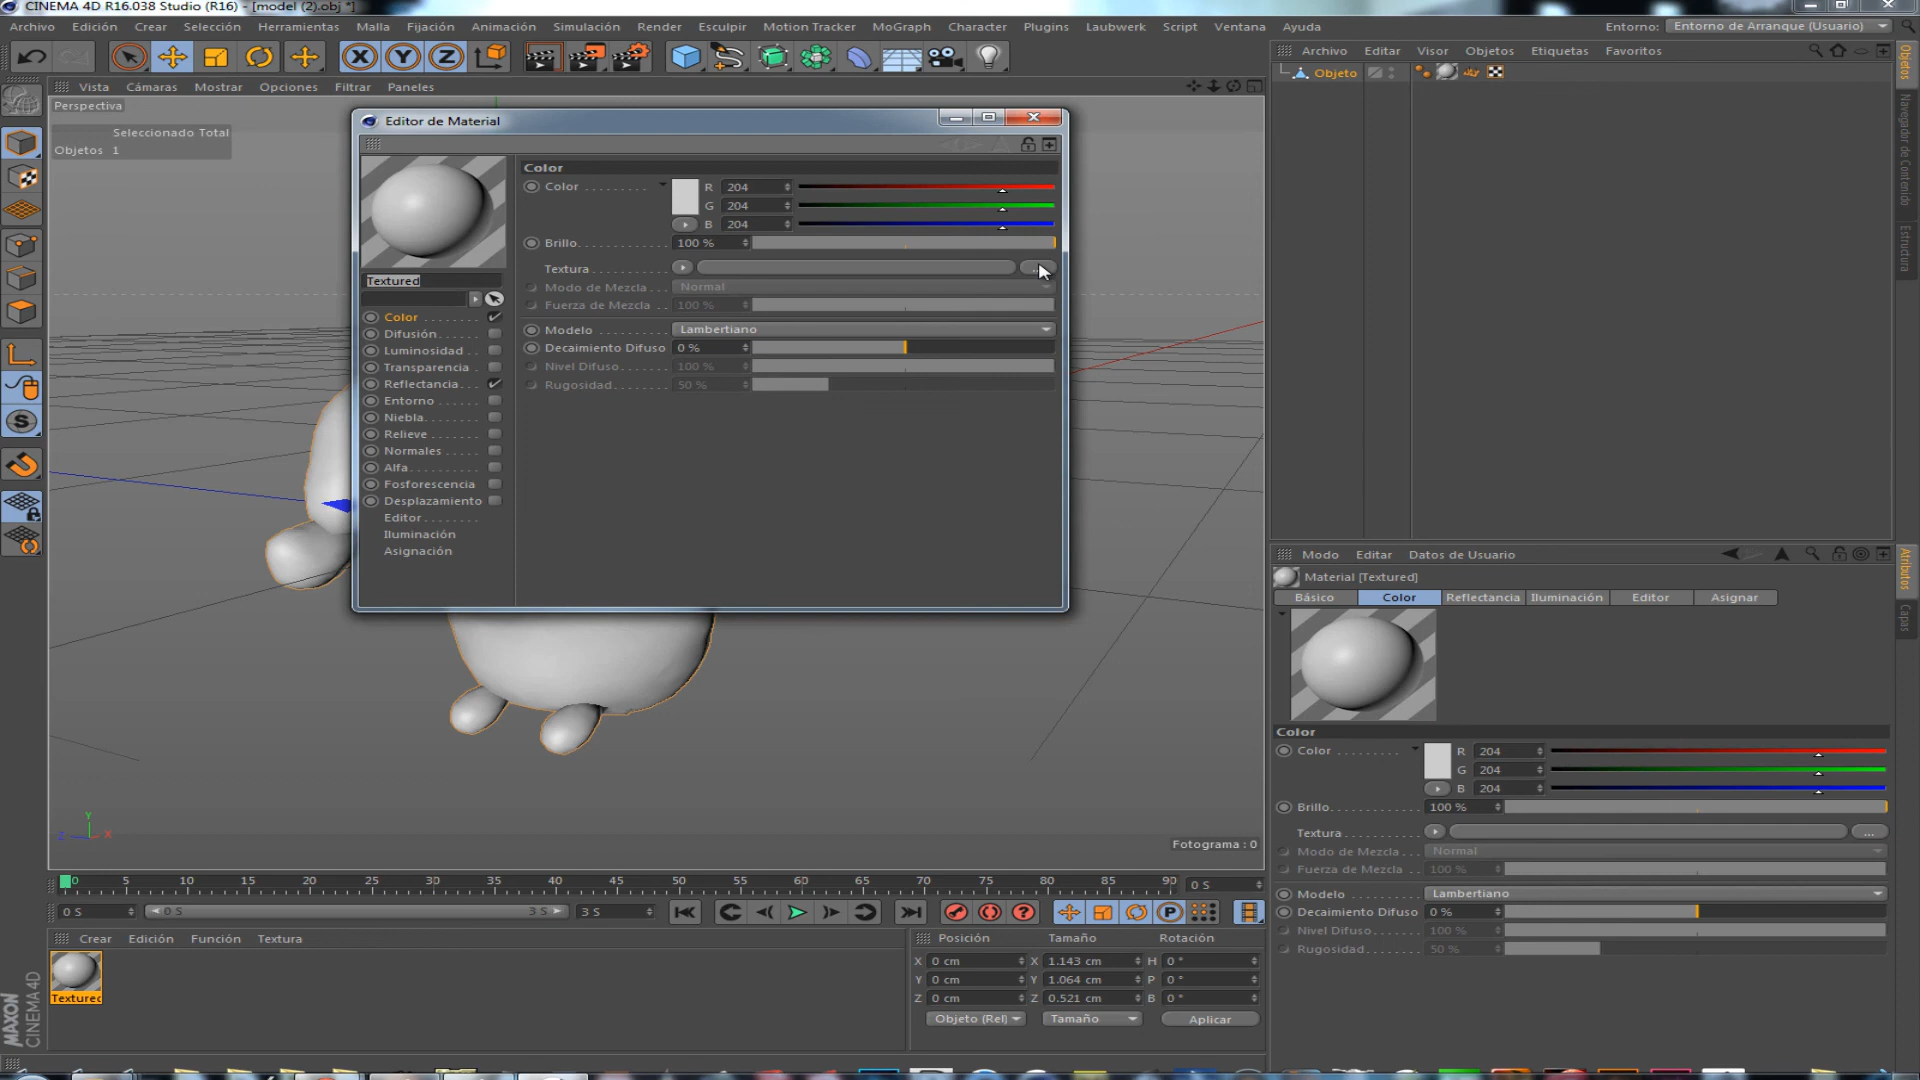 CINEMA 4D R16.038 Studio (R16) - [model (2).obj *]
Archivo Edición Crear Selección Herramientas Malla Fijación Animación Simulación Render Esculpir Motion Tracker MoGraph Character Plugins Laubwerk Script Ventana Ayuda
Entorno: Entorno de Arranque (Usuario)
X Y Z
Vista Cámaras Mostrar Opciones Filtrar Paneles
Perspectiva
Seleccionado Total
Objetos 1
Editor de Material
Color
Color R 204
G 204
B 204
Brillo 100 %
Textura ...
Modo de Mezcla Normal
Fuerza de Mezcla 100 %
Modelo Lambertiano
Decaimiento Difuso 0 %
Nivel Difuso 100 %
Rugosidad 50 %
Textured
Color
Difusión
Luminosidad
Transparencia
Reflectancia
Entorno
Niebla
Relieve
Normales
Alfa
Fosforescencia
Desplazamiento
Editor
Iluminación
Asignación
Y
Z X
Fotograma : 0
0 5 10 15 20 25 30 35 40 45 50 55 60 65 70 75 80 85 90 0 S
0 S 0 S 3 S 3 S
P
Crear Edición Función Textura
Textured
MAXON
CINEMA 4D
Posición Tamaño Rotación
X 0 cm X 1.143 cm H 0 °
Y 0 cm Y 1.064 cm P 0 °
Z 0 cm Z 0.521 cm B 0 °
Objeto (Rel) Tamaño Aplicar
Archivo Editar Visor Objetos Etiquetas Favoritos
Objeto
Objetos
Navegador de Contenido
Estructura
Modo Editar Datos de Usuario
Material [Textured]
Básico Color Reflectancia Iluminación Editor Asignar
Color
Color R 204
G 204
B 204
Brillo 100 %
Textura ...
Modo de Mezcla Normal
Fuerza de Mezcla 100 %
Modelo Lambertiano
Decaimiento Difuso 0 %
Nivel Difuso 100 %
Rugosidad 50 %
Atributos
Capas